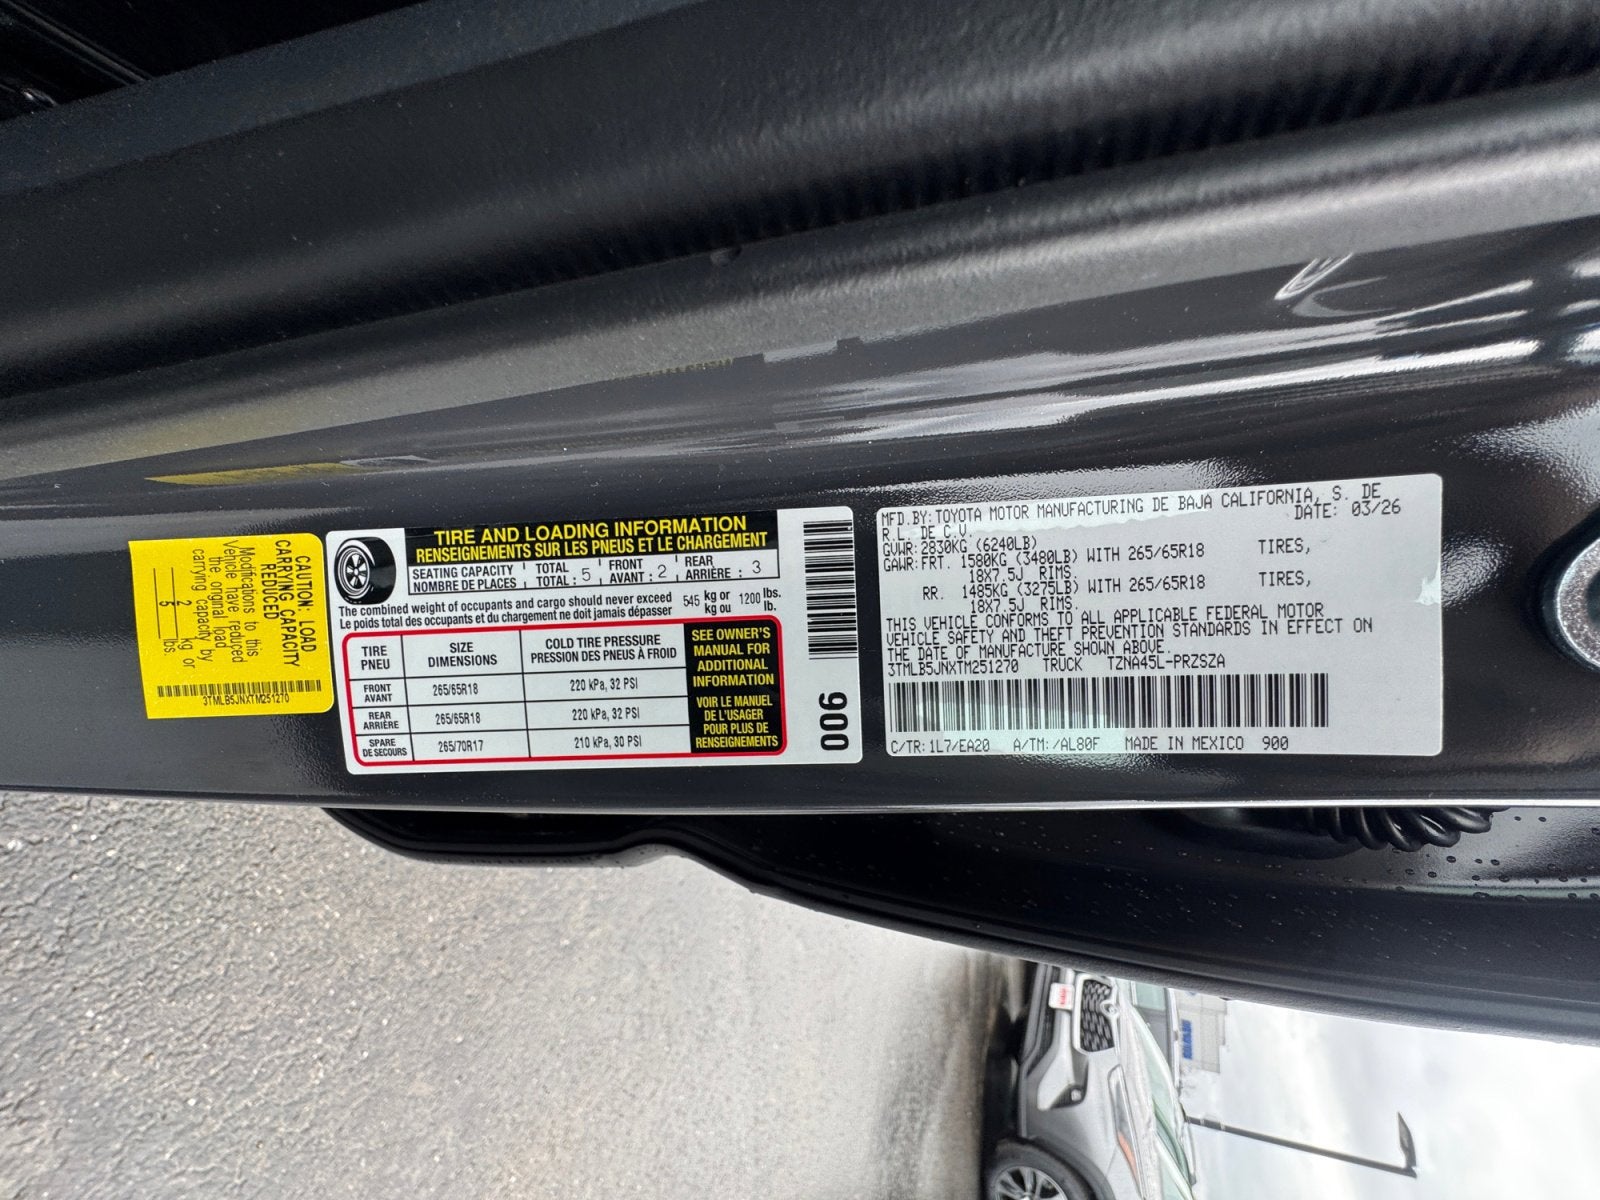 CAUTION: LOAD
CARRYING CAPACITY
REDUCED
Modifications to this
Vehicle have reduced
the original load
carrying capacity by
2 kg or
5 lbs
3TMLB5JNXTM251270
TIRE AND LOADING INFORMATION
RENSEIGNEMENTS SUR LES PNEUS ET LE CHARGEMENT
SEATING CAPACITY TOTAL FRONT REAR
NOMBRE DE PLACES TOTAL : 5 AVANT : 2 ARRIÈRE : 3
The combined weight of occupants and cargo should never exceed 545 kg or 1200 lbs.
Le poids total des occupants et du chargement ne doit jamais dépasser kg ou lb.
TIRE SIZE COLD TIRE PRESSURE
PNEU DIMENSIONS PRESSION DES PNEUS À FROID
FRONT
AVANT 265/65R18 220 kPa, 32 PSI
REAR
ARRIÈRE 265/65R18 220 kPa, 32 PSI
SPARE
DE SECOURS 265/70R17 210 kPa, 30 PSI
SEE OWNER'S
MANUAL FOR
ADDITIONAL
INFORMATION
VOIR LE MANUEL
DE L'USAGER
POUR PLUS DE
RENSEIGNEMENTS
900
MFD.BY: TOYOTA MOTOR MANUFACTURING DE BAJA CALIFORNIA, S. DE
R.L. DE C.V. DATE: 03/26
GVWR: 2830KG (6240LB)
GAWR: FRT. 1580KG (3480LB) WITH 265/65R18 TIRES,
18X7.5J RIMS.
RR. 1485KG (3275LB) WITH 265/65R18 TIRES,
18X7.5J RIMS.
THIS VEHICLE CONFORMS TO ALL APPLICABLE FEDERAL MOTOR
VEHICLE SAFETY AND THEFT PREVENTION STANDARDS IN EFFECT ON
THE DATE OF MANUFACTURE SHOWN ABOVE.
3TMLB5JNXTM251270 TRUCK TZNA45L-PRZSZA
C/TR: 1L7/EA20 A/TM: /AL80F MADE IN MEXICO 900